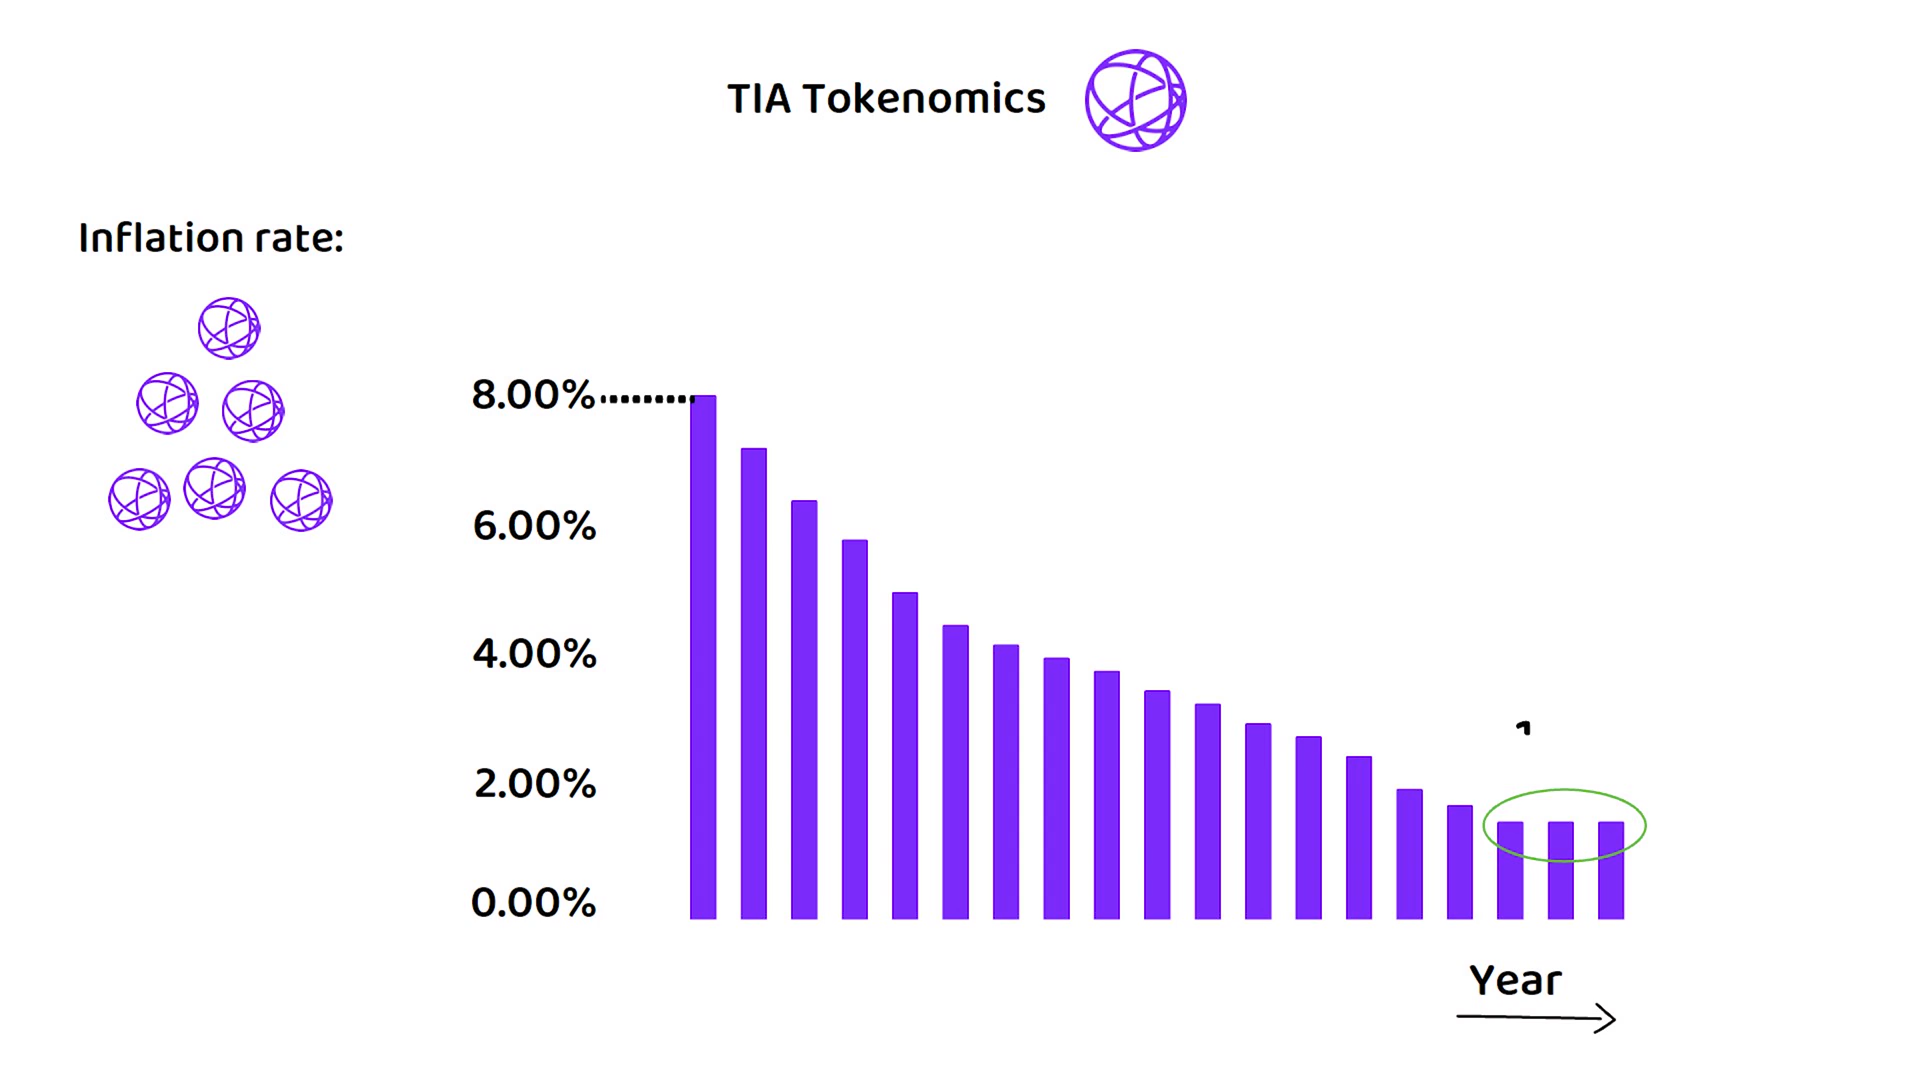 TIA Tokenomics
Inflation rate:
8.00%
6.00%
4.00%
2.00%
0.00%
Year